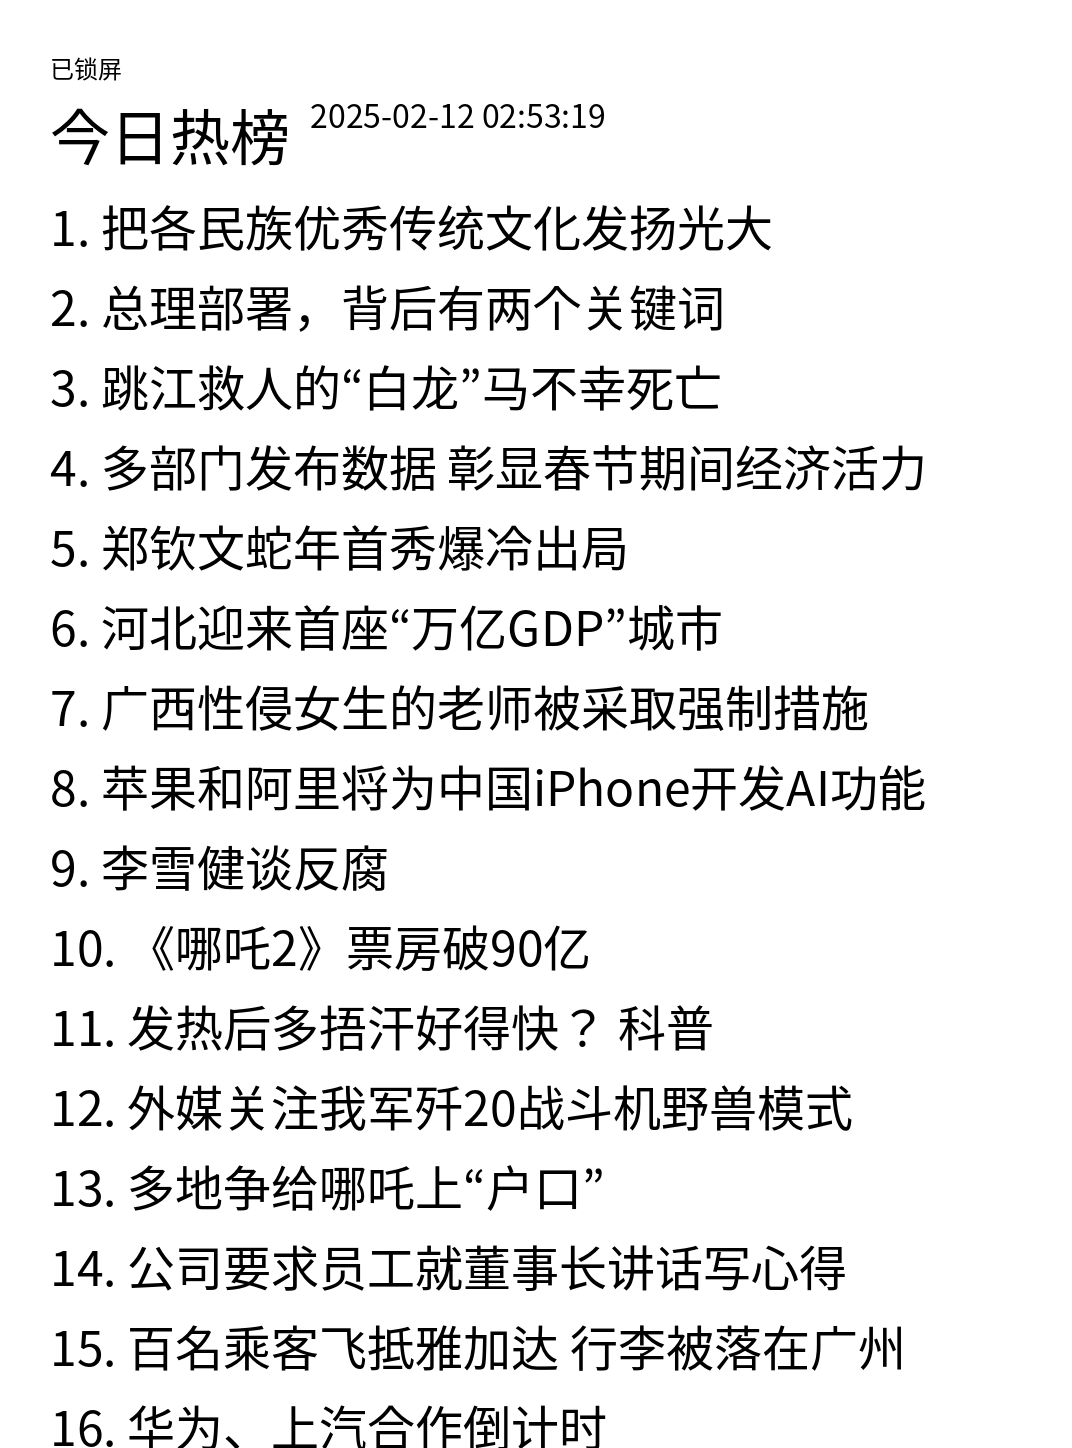 已锁屏
今日热榜 2025-02-12 02:53:19
1. 把各民族优秀传统文化发扬光大
2. 总理部署，背后有两个关键词
3. 跳江救人的“白龙”马不幸死亡
4. 多部门发布数据 彰显春节期间经济活力
5. 郑钦文蛇年首秀爆冷出局
6. 河北迎来首座“万亿GDP”城市
7. 广西性侵女生的老师被采取强制措施
8. 苹果和阿里将为中国iPhone开发AI功能
9. 李雪健谈反腐
10. 《哪吒2》票房破90亿
11. 发热后多捂汗好得快？ 科普
12. 外媒关注我军歼20战斗机野兽模式
13. 多地争给哪吒上“户口”
14. 公司要求员工就董事长讲话写心得
15. 百名乘客飞抵雅加达 行李被落在广州
16. 华为、上汽合作倒计时